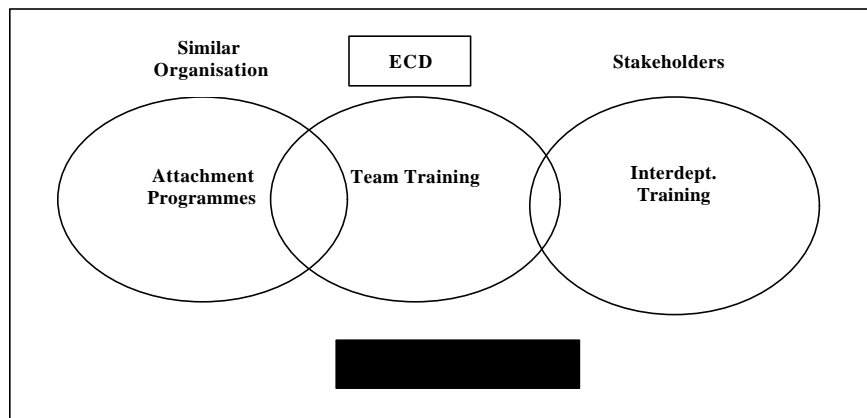 Similar
Organisation
ECD
Stakeholders
Attachment
Programmes
Team Training
Interdept.
Training